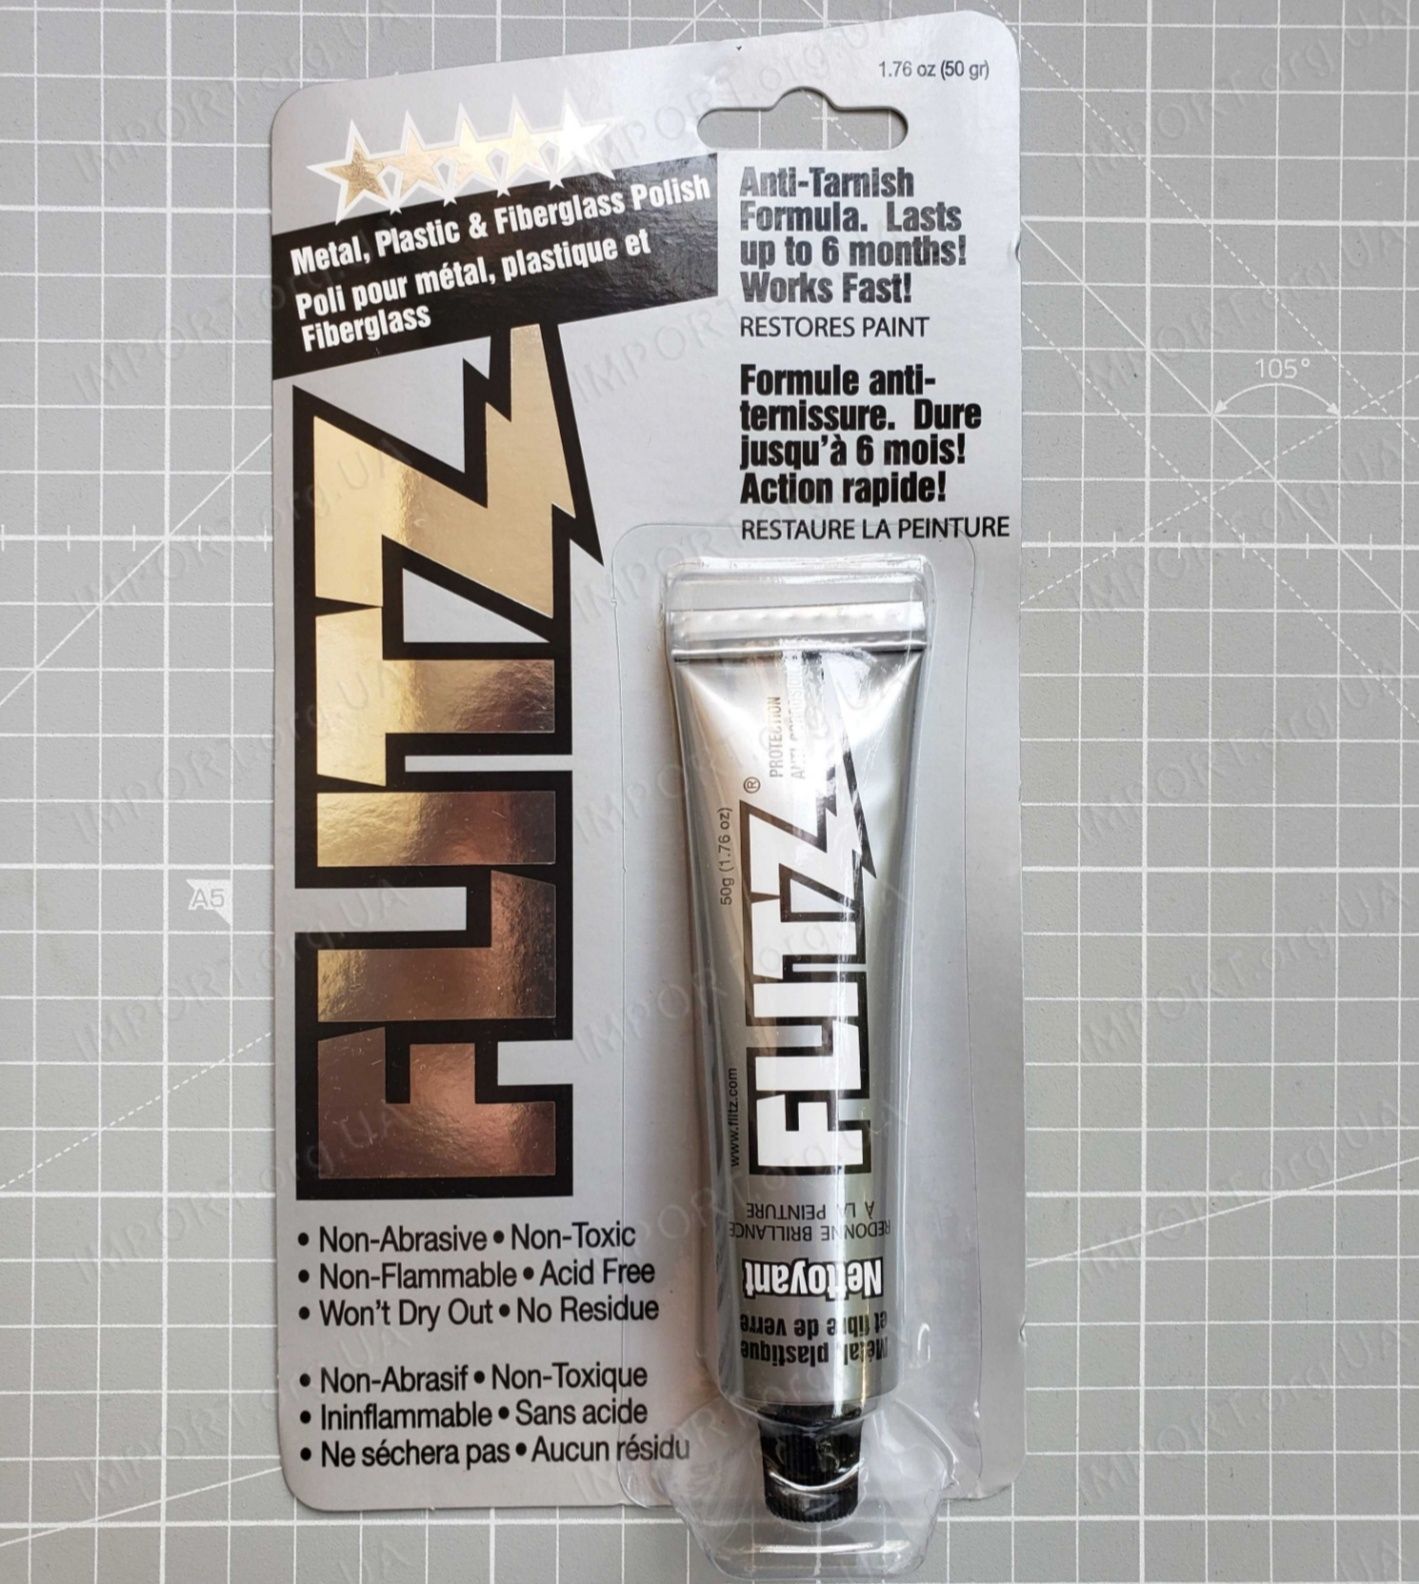 1.76 oz (50 gr)
Metal, Plastic & Fiberglass Polish
Poli pour métal, plastique et
Fiberglass
Anti-Tarnish
Formula. Lasts
up to 6 months!
Works Fast!
RESTORES PAINT
Formule anti-
ternissure. Dure
jusqu'à 6 mois!
Action rapide!
RESTAURE LA PEINTURE
FLITZ
• Non-Abrasive • Non-Toxic
• Non-Flammable • Acid Free
• Won't Dry Out • No Residue
• Non-Abrasif • Non-Toxique
• Ininflammable • Sans acide
• Ne séchera pas • Aucun résidu
PROTECTION
50g (1.76 oz)
FLITZ®
www.flitz.com
Métal, plastique
et fibre de verre
Nettoyant
REDONNE BRILLANCE
À LA PEINTURE
105°
A5
IMPORT.org.UA